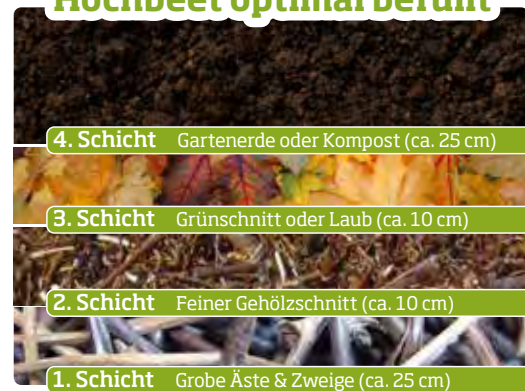 Hochbeet optimal befüllt
4. Schicht Gartenerde oder Kompost (ca. 25 cm)
3. Schicht Grünschnitt oder Laub (ca. 10 cm)
2. Schicht Feiner Gehölzschnitt (ca. 10 cm)
1. Schicht Grobe Äste & Zweige (ca. 25 cm)